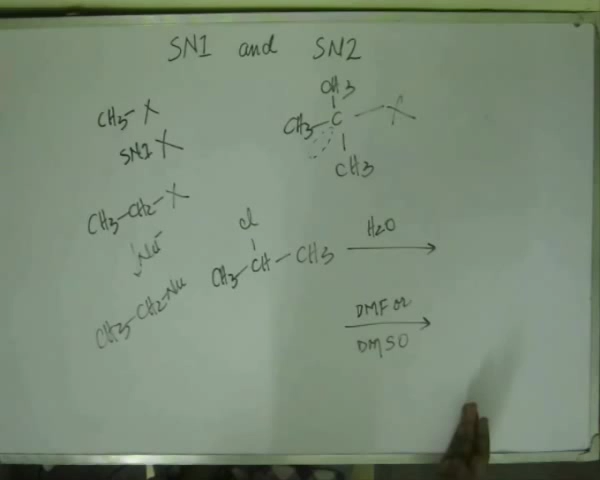 SN1 and SN2
CH3-X
SN1 X
CH3-CH2-X
Nu-
CH3-CH2-Nu
CH3
CH3-C-X
CH3
Cl
CH3-CH-CH3
H2O
DMF or
DMSO